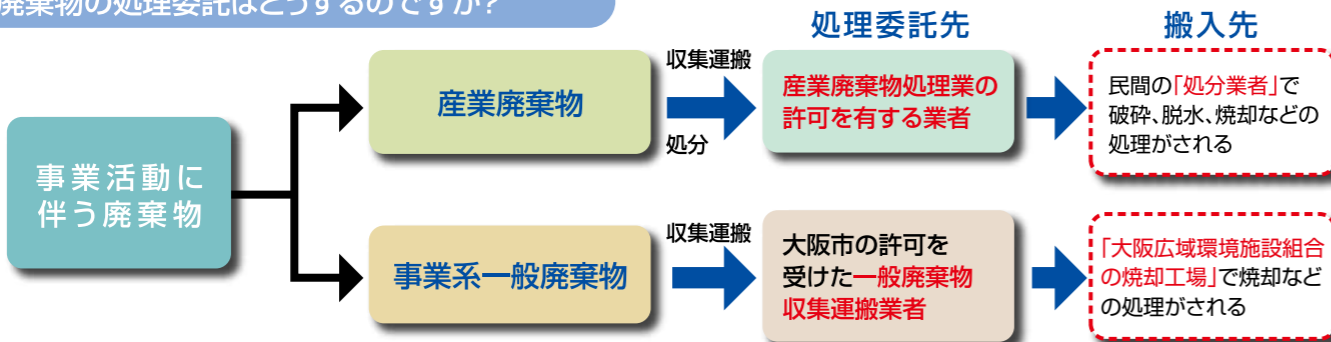 廃棄物の処理委託はどうするのですか?
処理委託先
搬入先
事業活動に
伴う廃棄物
産業廃棄物
収集運搬
処分
産業廃棄物処理業の
許可を有する業者
民間の「処分業者」で
破砕、脱水、焼却などの
処理がされる
事業系一般廃棄物
収集運搬
大阪市の許可を
受けた一般廃棄物
収集運搬業者
「大阪広域環境施設組合
の焼却工場」で焼却など
の処理がされる